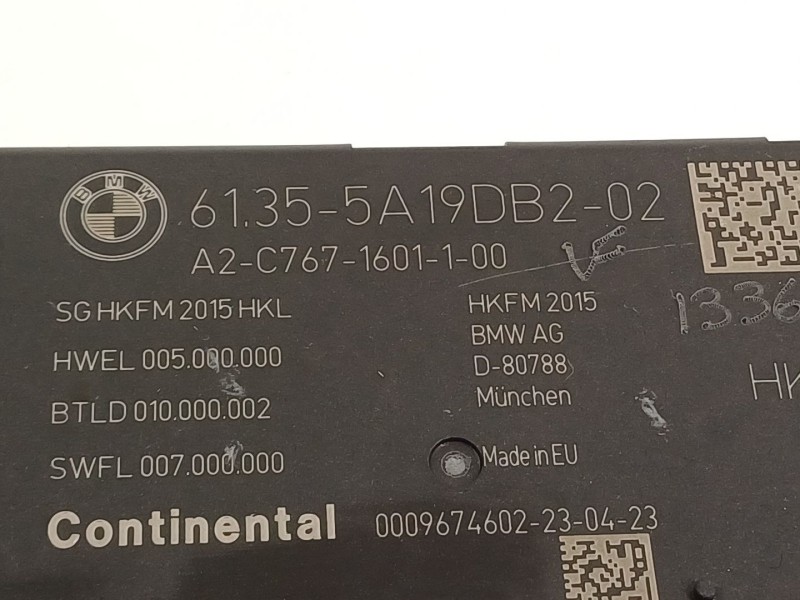 BMW
61.35-5A19DB2-02
A2-C767-1601-1-00
1336
SG HKFM 2015 HKL
HWEL 005.000.000
BTLD 010.000.002
SWFL 007.000.000
HKFM 2015
BMW AG
D-80788
München
Made in EU
Continental 0009674602-23-04-23